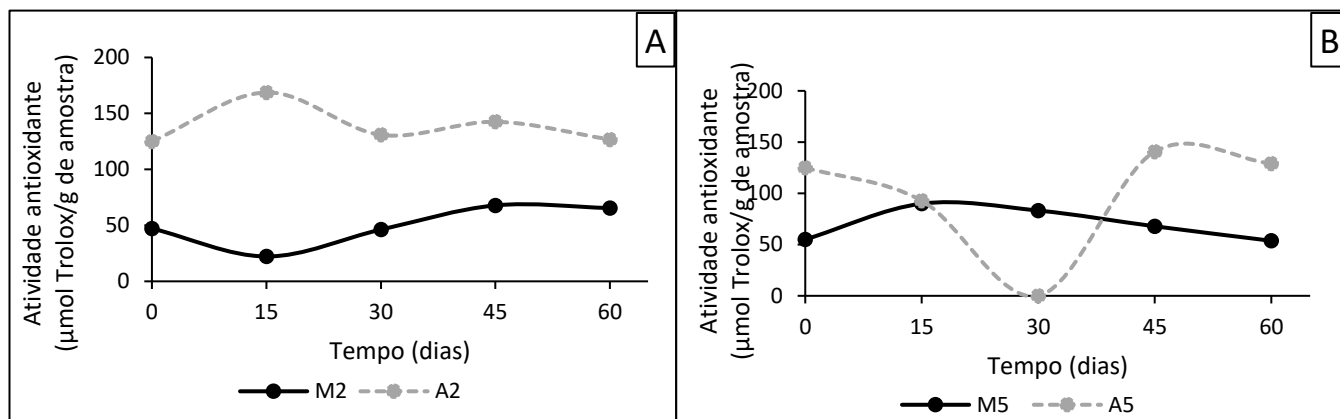 A
Atividade antioxidante
(µmol Trolox/g de amostra)
200
150
100
50
0
0 15 30 45 60
Tempo (dias)
M2 A2
B
Atividade antioxidante
(µmol Trolox/g de amostra)
200
150
100
50
0
0 15 30 45 60
Tempo (dias)
M5 A5